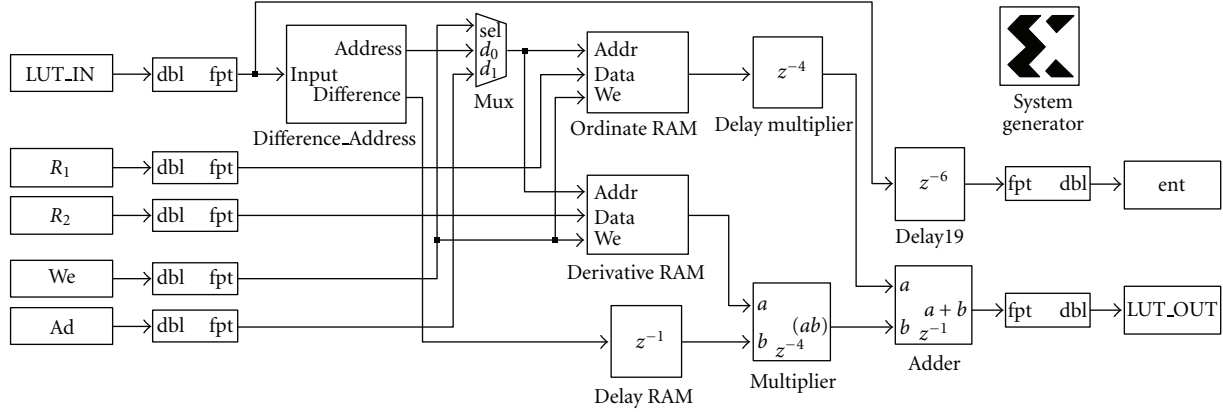 LUT_IN
dbl fpt
Address
Input
Difference
Difference_Address
sel
d₀
d₁
Mux
Addr
Data
We
Ordinate RAM
z⁻⁴
Delay multiplier
System
generator
R₁
dbl fpt
R₂
dbl fpt
Addr
Data
We
Derivative RAM
z⁻⁶
Delay19
fpt dbl
ent
We
dbl fpt
Ad
dbl fpt
z⁻¹
Delay RAM
a
b
(ab)
z⁻⁴
Multiplier
a
b
a + b
z⁻¹
Adder
fpt dbl
LUT_OUT